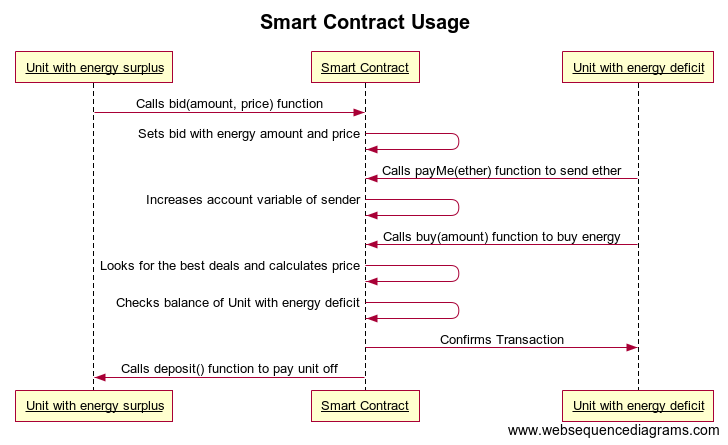 Smart Contract Usage
Unit with energy surplus
Smart Contract
Unit with energy deficit
Calls bid(amount, price) function
Sets bid with energy amount and price
Calls payMe(ether) function to send ether
Increases account variable of sender
Calls buy(amount) function to buy energy
Looks for the best deals and calculates price
Checks balance of Unit with energy deficit
Confirms Transaction
Calls deposit() function to pay unit off
Unit with energy surplus
Smart Contract
Unit with energy deficit
www.websequencediagrams.com